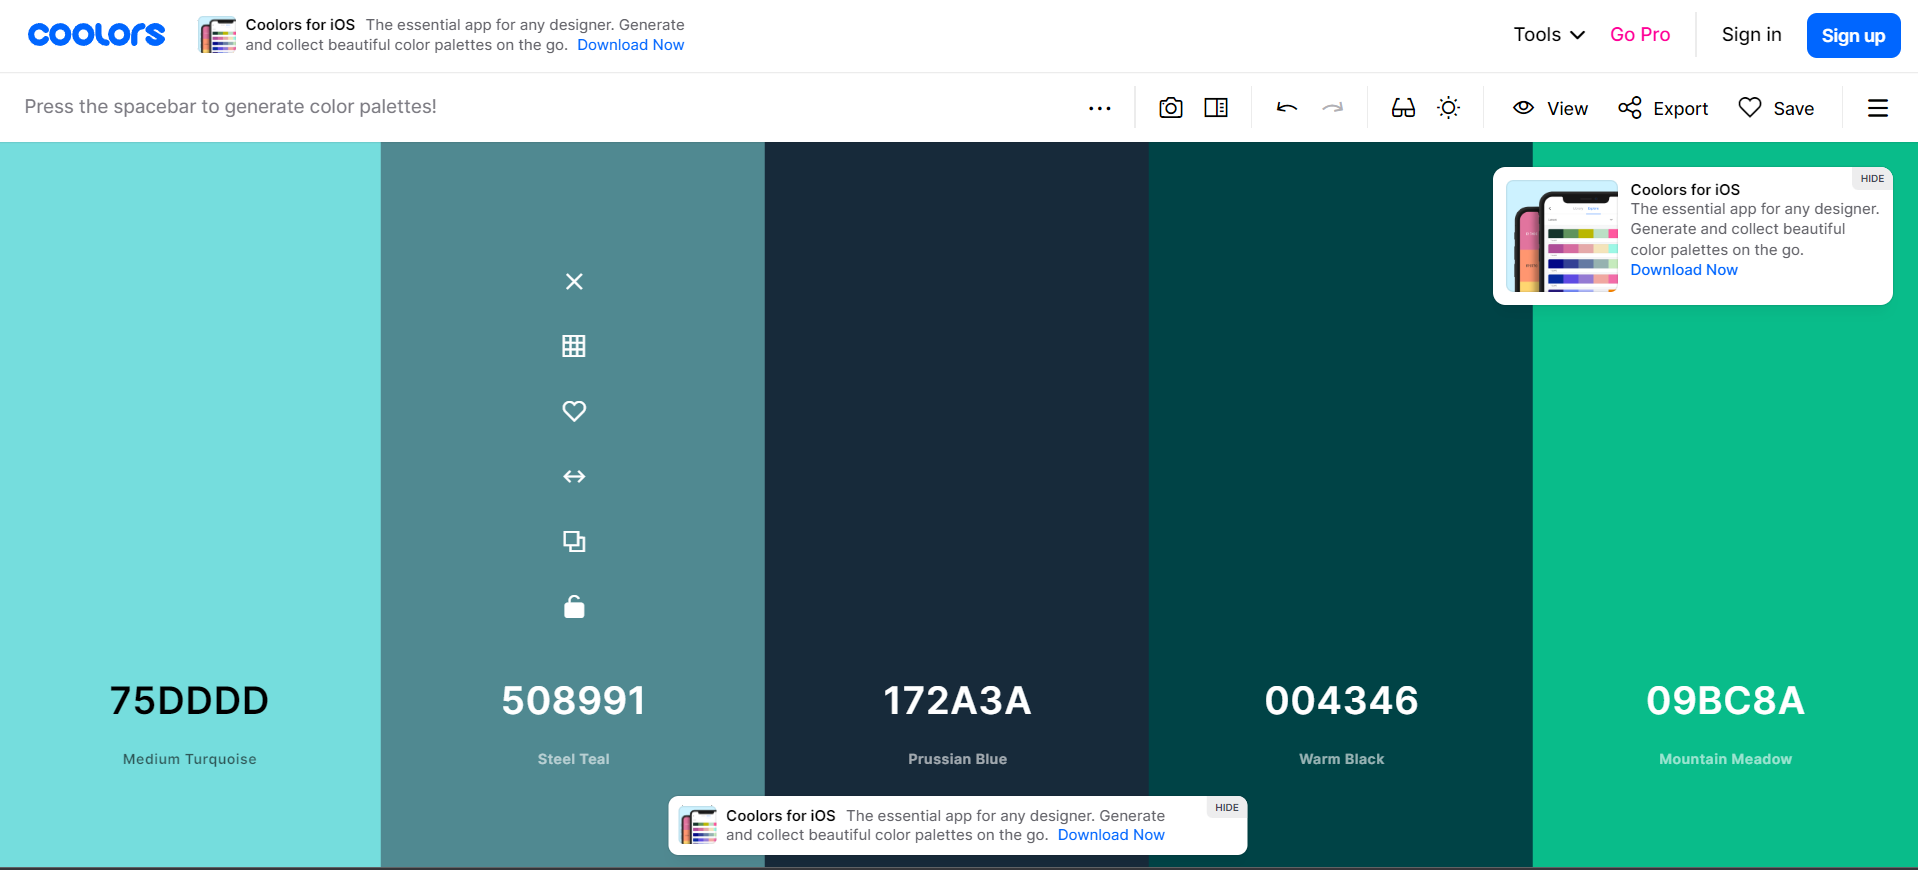 coolors
Coolors for iOS The essential app for any designer. Generate
and collect beautiful color palettes on the go. Download Now
Tools
Go Pro
Sign in
Sign up
Press the spacebar to generate color palettes!
View
Export
Save
HIDE
Coolors for iOS
The essential app for any designer.
Generate and collect beautiful
color palettes on the go.
Download Now
75DDDD
508991
172A3A
004346
09BC8A
Medium Turquoise
Steel Teal
Prussian Blue
Warm Black
Mountain Meadow
HIDE
Coolors for iOS The essential app for any designer. Generate
and collect beautiful color palettes on the go. Download Now